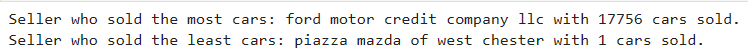 Seller who sold the most cars: ford motor credit company llc with 17756 cars sold.
Seller who sold the least cars: piazza mazda of west chester with 1 cars sold.